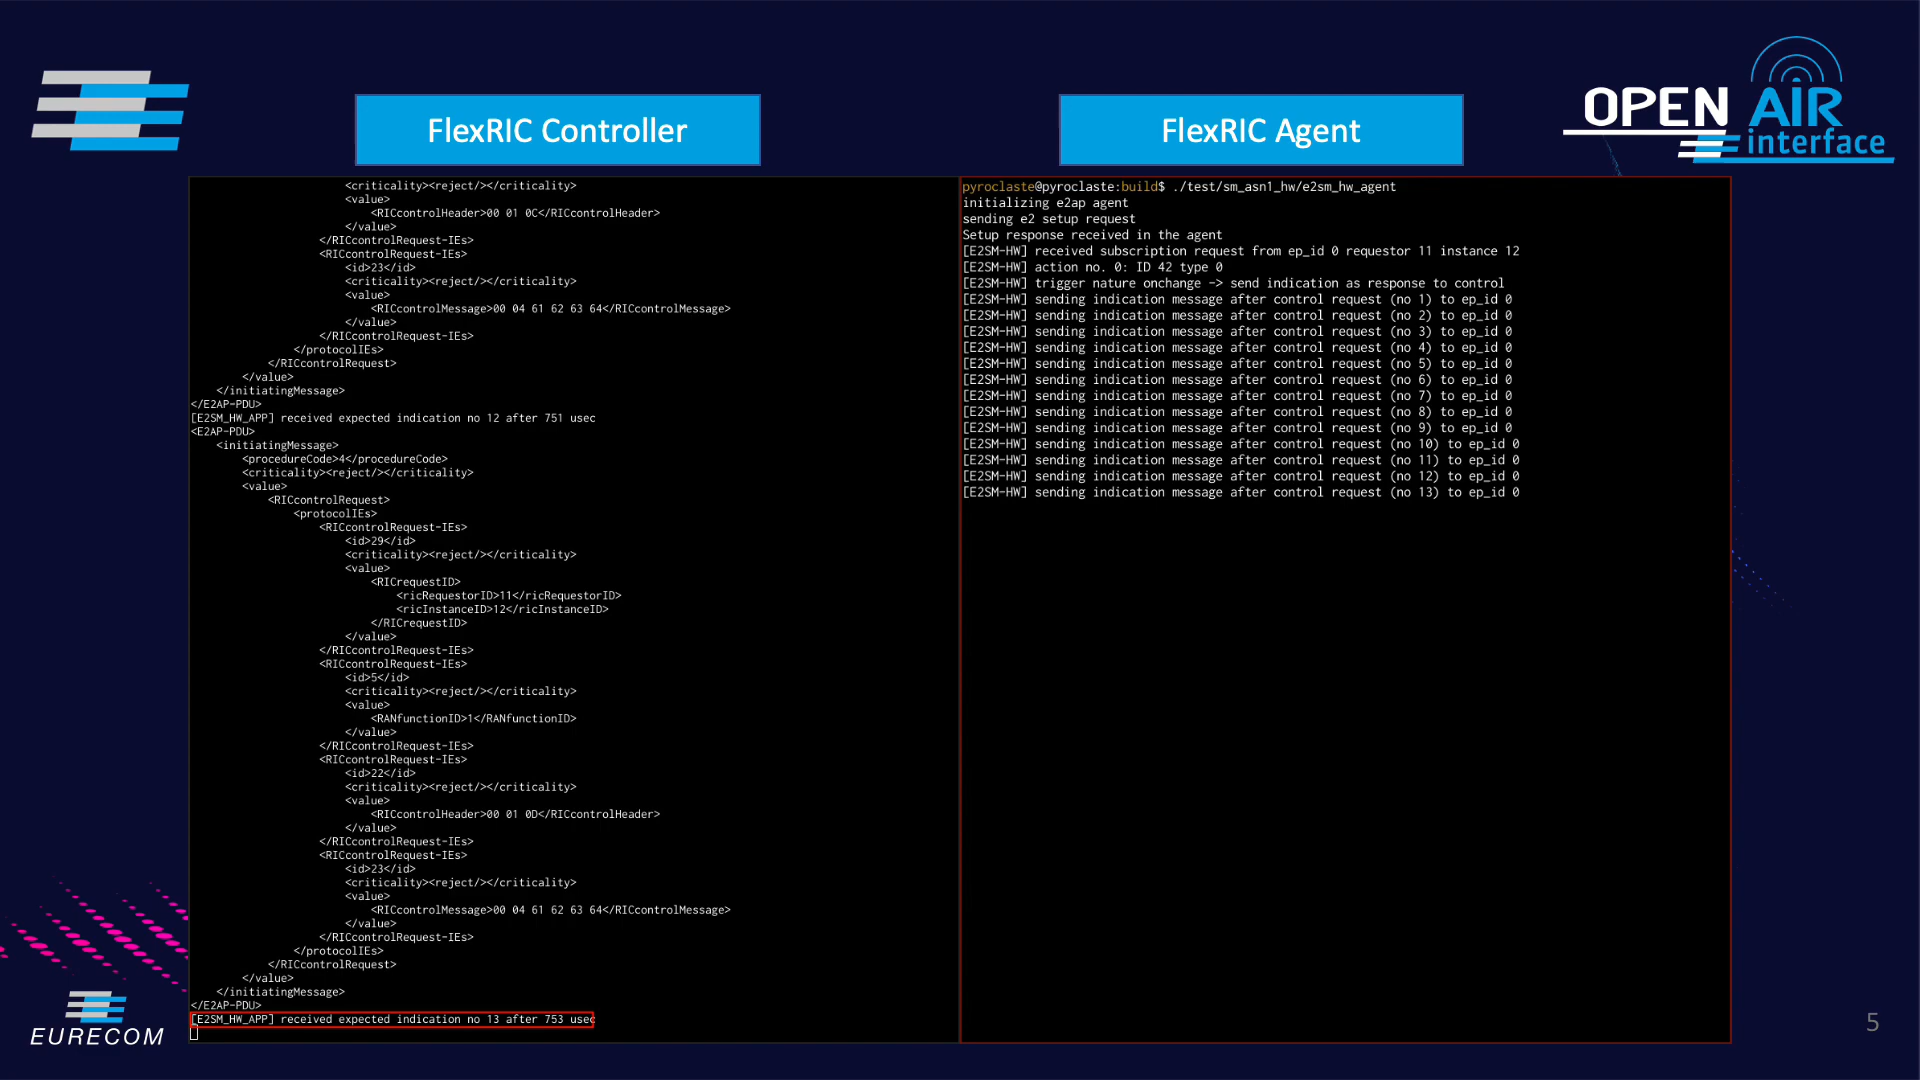 OPEN AIR
interface
FlexRIC Controller
FlexRIC Agent
<criticality><reject/></criticality>
<value>
<RICcontrolHeader>00 01 0C</RICcontrolHeader>
</value>
</RICcontrolRequest-IEs>
<RICcontrolRequest-IEs>
<id>23</id>
<criticality><reject/></criticality>
<value>
<RICcontrolMessage>00 04 61 62 63 64</RICcontrolMessage>
</value>
</RICcontrolRequest-IEs>
</protocolIEs>
</RICcontrolRequest>
</value>
</initiatingMessage>
</E2AP-PDU>
[E2SM_HW_APP] received expected indication no 12 after 751 usec
<E2AP-PDU>
<initiatingMessage>
<procedureCode>4</procedureCode>
<criticality><reject/></criticality>
<value>
<RICcontrolRequest>
<protocolIEs>
<RICcontrolRequest-IEs>
<id>29</id>
<criticality><reject/></criticality>
<value>
<RICrequestID>
<ricRequestorID>11</ricRequestorID>
<ricInstanceID>12</ricInstanceID>
</RICrequestID>
</value>
</RICcontrolRequest-IEs>
<RICcontrolRequest-IEs>
<id>5</id>
<criticality><reject/></criticality>
<value>
<RANfunctionID>1</RANfunctionID>
</value>
</RICcontrolRequest-IEs>
<RICcontrolRequest-IEs>
<id>22</id>
<criticality><reject/></criticality>
<value>
<RICcontrolHeader>00 01 0D</RICcontrolHeader>
</value>
</RICcontrolRequest-IEs>
<RICcontrolRequest-IEs>
<id>23</id>
<criticality><reject/></criticality>
<value>
<RICcontrolMessage>00 04 61 62 63 64</RICcontrolMessage>
</value>
</RICcontrolRequest-IEs>
</protocolIEs>
</RICcontrolRequest>
</value>
</initiatingMessage>
</E2AP-PDU>
[E2SM_HW_APP] received expected indication no 13 after 753 usec
pyroclaste@pyroclaste:build$ ./test/sm_asn1_hw/e2sm_hw_agent
initializing e2ap agent
sending e2 setup request
Setup response received in the agent
[E2SM-HW] received subscription request from ep_id 0 requestor 11 instance 12
[E2SM-HW] action no. 0: ID 42 type 0
[E2SM-HW] trigger nature onchange -> send indication as response to control
[E2SM-HW] sending indication message after control request (no 1) to ep_id 0
[E2SM-HW] sending indication message after control request (no 2) to ep_id 0
[E2SM-HW] sending indication message after control request (no 3) to ep_id 0
[E2SM-HW] sending indication message after control request (no 4) to ep_id 0
[E2SM-HW] sending indication message after control request (no 5) to ep_id 0
[E2SM-HW] sending indication message after control request (no 6) to ep_id 0
[E2SM-HW] sending indication message after control request (no 7) to ep_id 0
[E2SM-HW] sending indication message after control request (no 8) to ep_id 0
[E2SM-HW] sending indication message after control request (no 9) to ep_id 0
[E2SM-HW] sending indication message after control request (no 10) to ep_id 0
[E2SM-HW] sending indication message after control request (no 11) to ep_id 0
[E2SM-HW] sending indication message after control request (no 12) to ep_id 0
[E2SM-HW] sending indication message after control request (no 13) to ep_id 0
EURECOM
5